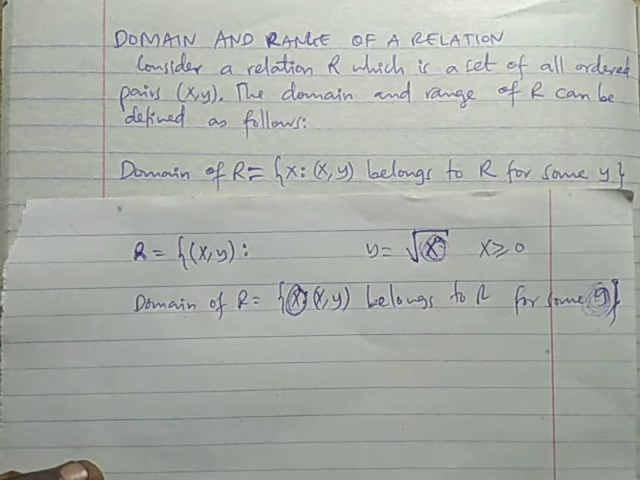 DOMAIN AND RANGE OF A RELATION
Consider a relation R which is a set of all ordered
pairs (x,y). The domain and range of R can be
defined as follows:
Domain of R = {x: (x,y) belongs to R for some y}
R = {(x,y): y = √x x ≥ 0
Domain of R = {x: (x,y) belongs to R for some y}